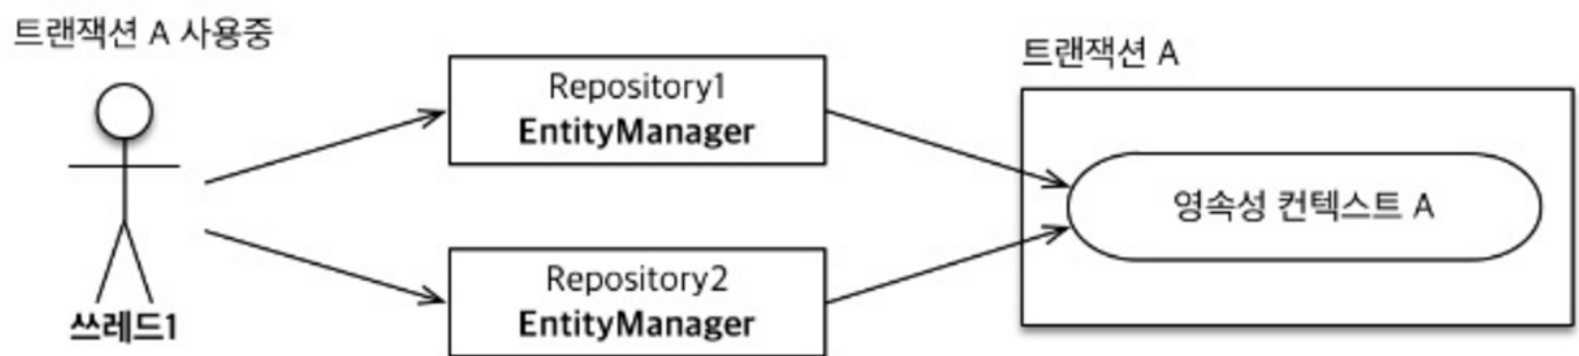 트랜잭션 A 사용중
쓰레드1
Repository1
EntityManager
Repository2
EntityManager
트랜잭션 A
영속성 컨텍스트 A